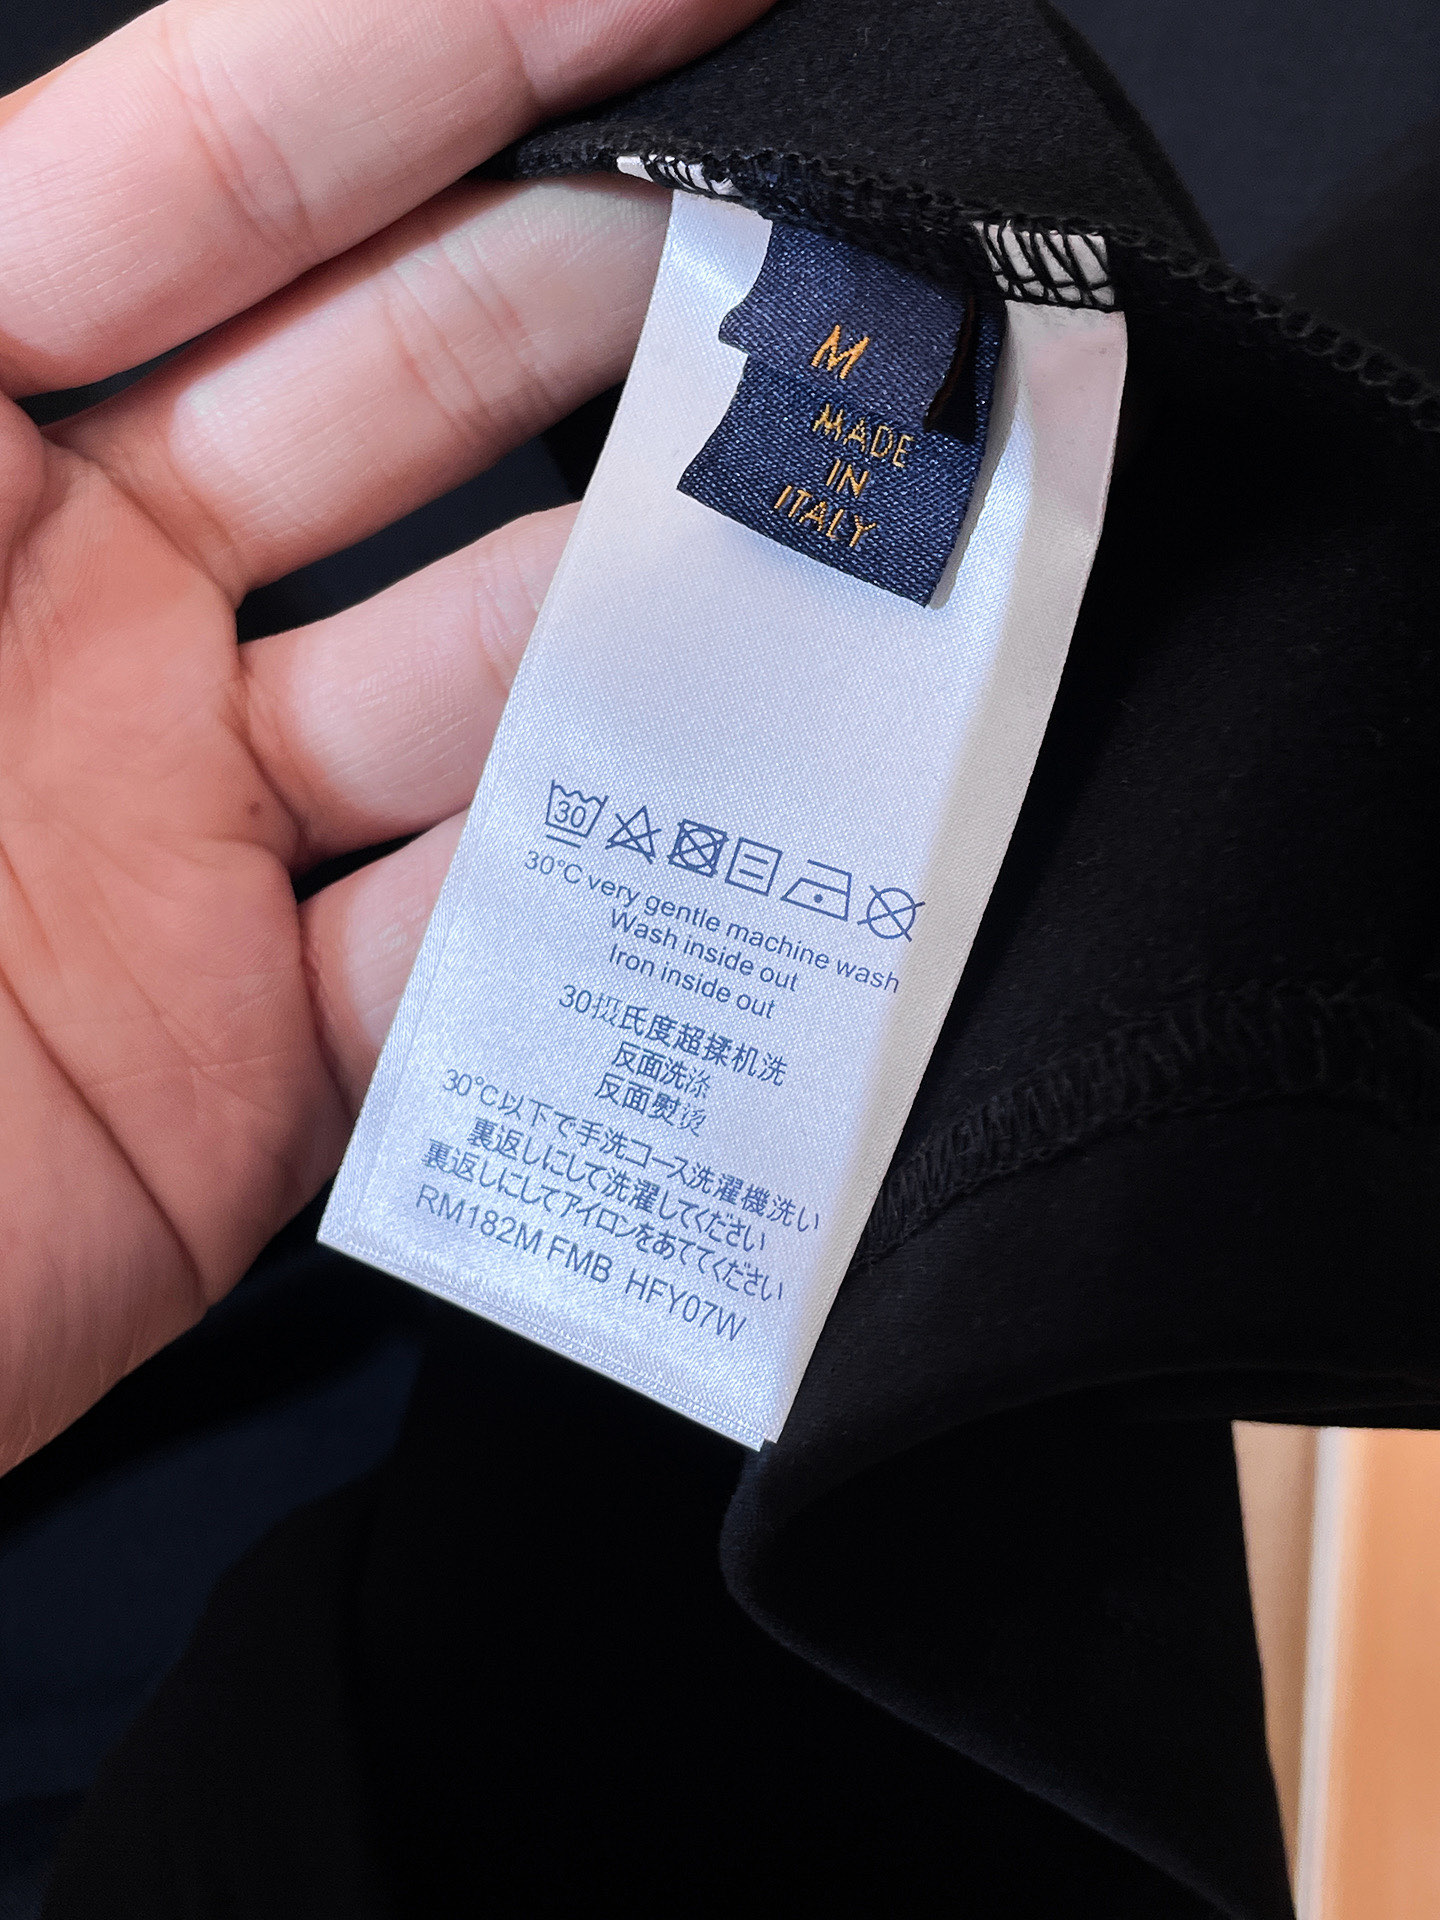 M
MADE
IN
ITALY
30
30°C very gentle machine wash
Wash inside out
Iron inside out
30摄氏度超揉机洗
反面洗涤
反面熨烫
30°C以下で手洗コース洗濯機洗い
裏返しにして洗濯してください
裏返しにしてアイロンをあててください
RM182M FMB HFY07W